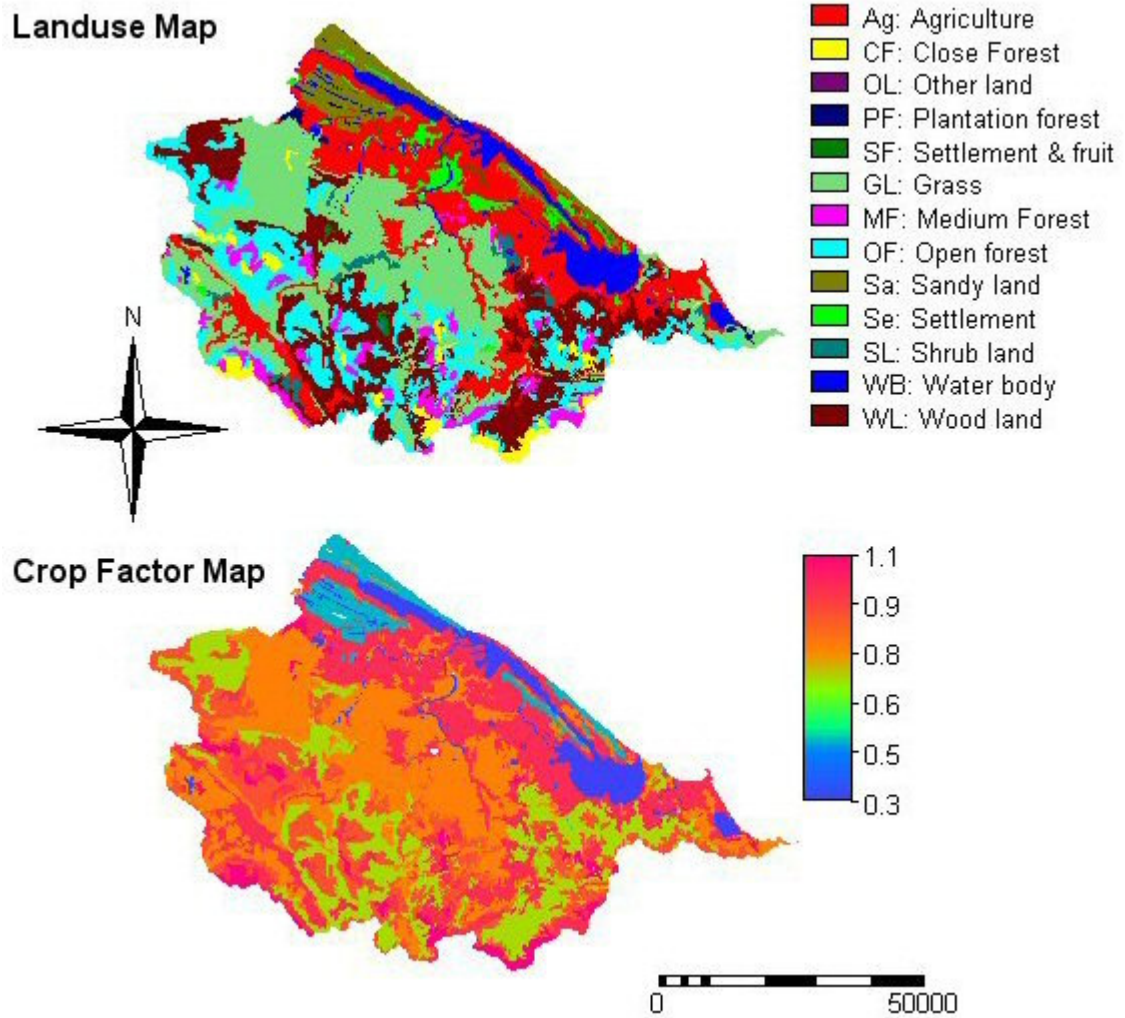 Landuse Map
Ag: Agriculture
CF: Close Forest
OL: Other land
PF: Plantation forest
SF: Settlement & fruit
GL: Grass
MF: Medium Forest
OF: Open forest
Sa: Sandy land
Se: Settlement
SL: Shrub land
WB: Water body
WL: Wood land
N
Crop Factor Map
1.1
0.9
0.8
0.6
0.5
0.3
0 50000